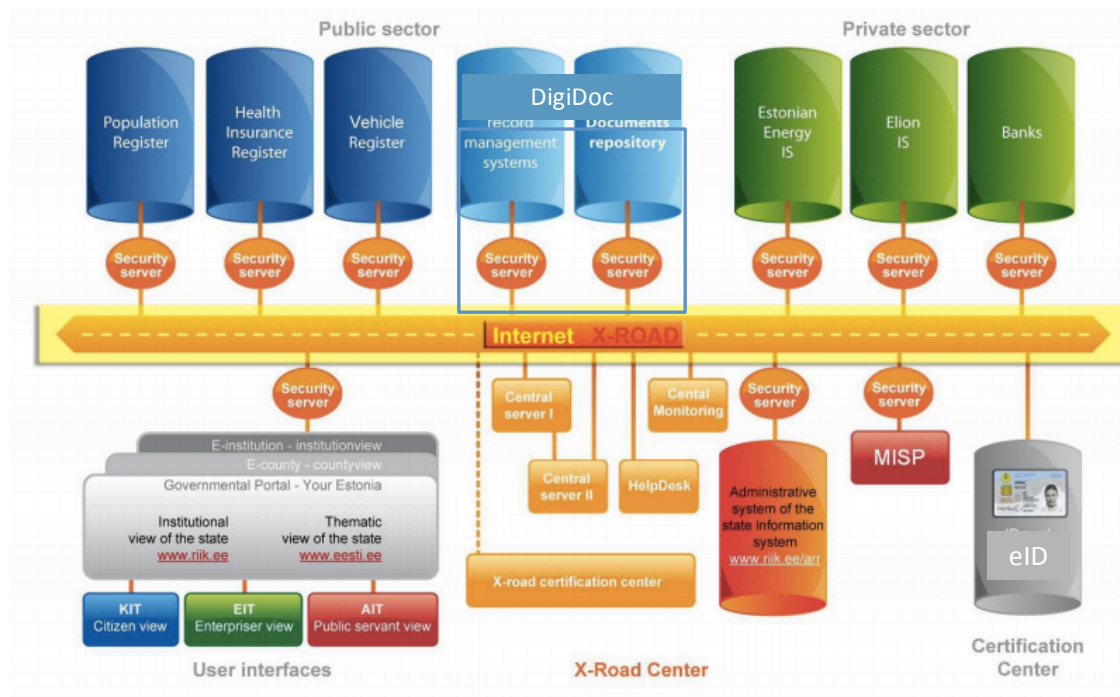 Public sector
Private sector
Population
Register
Health
Insurance
Register
Vehicle
Register
DigiDoc
record
management
systems
Documents
repository
Estonian
Energy
IS
Elion
IS
Banks
Security
server
Security
server
Security
server
Security
server
Security
server
Security
server
Security
server
Security
server
Internet X-ROAD
Security
server
Central
server I
Cental
Monitoring
Security
server
Security
server
E-institution - institutionview
E-county - countyview
Governmental Portal - Your Estonia
Institutional
view of the state
www.riik.ee
Thematic
view of the state
www.eesti.ee
Central
server II
HelpDesk
Administrative
system of the
state information
system
www.riik.ee/arr
MISP
eID
X-road certification center
KIT
Citizen view
EIT
Enterpriser view
AIT
Public servant view
User interfaces
X-Road Center
Certification
Center